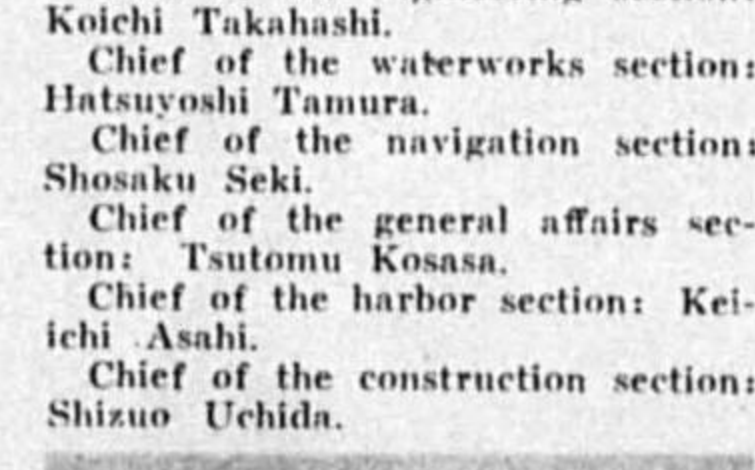 Koichi Takahashi.
Chief of the waterworks section:
Hatsuyoshi Tamura.
Chief of the navigation section:
Shosaku Seki.
Chief of the general affairs sec-
tion: Tsutomu Kosasa.
Chief of the harbor section: Kei-
ichi Asahi.
Chief of the construction section:
Shizuo Uchida.